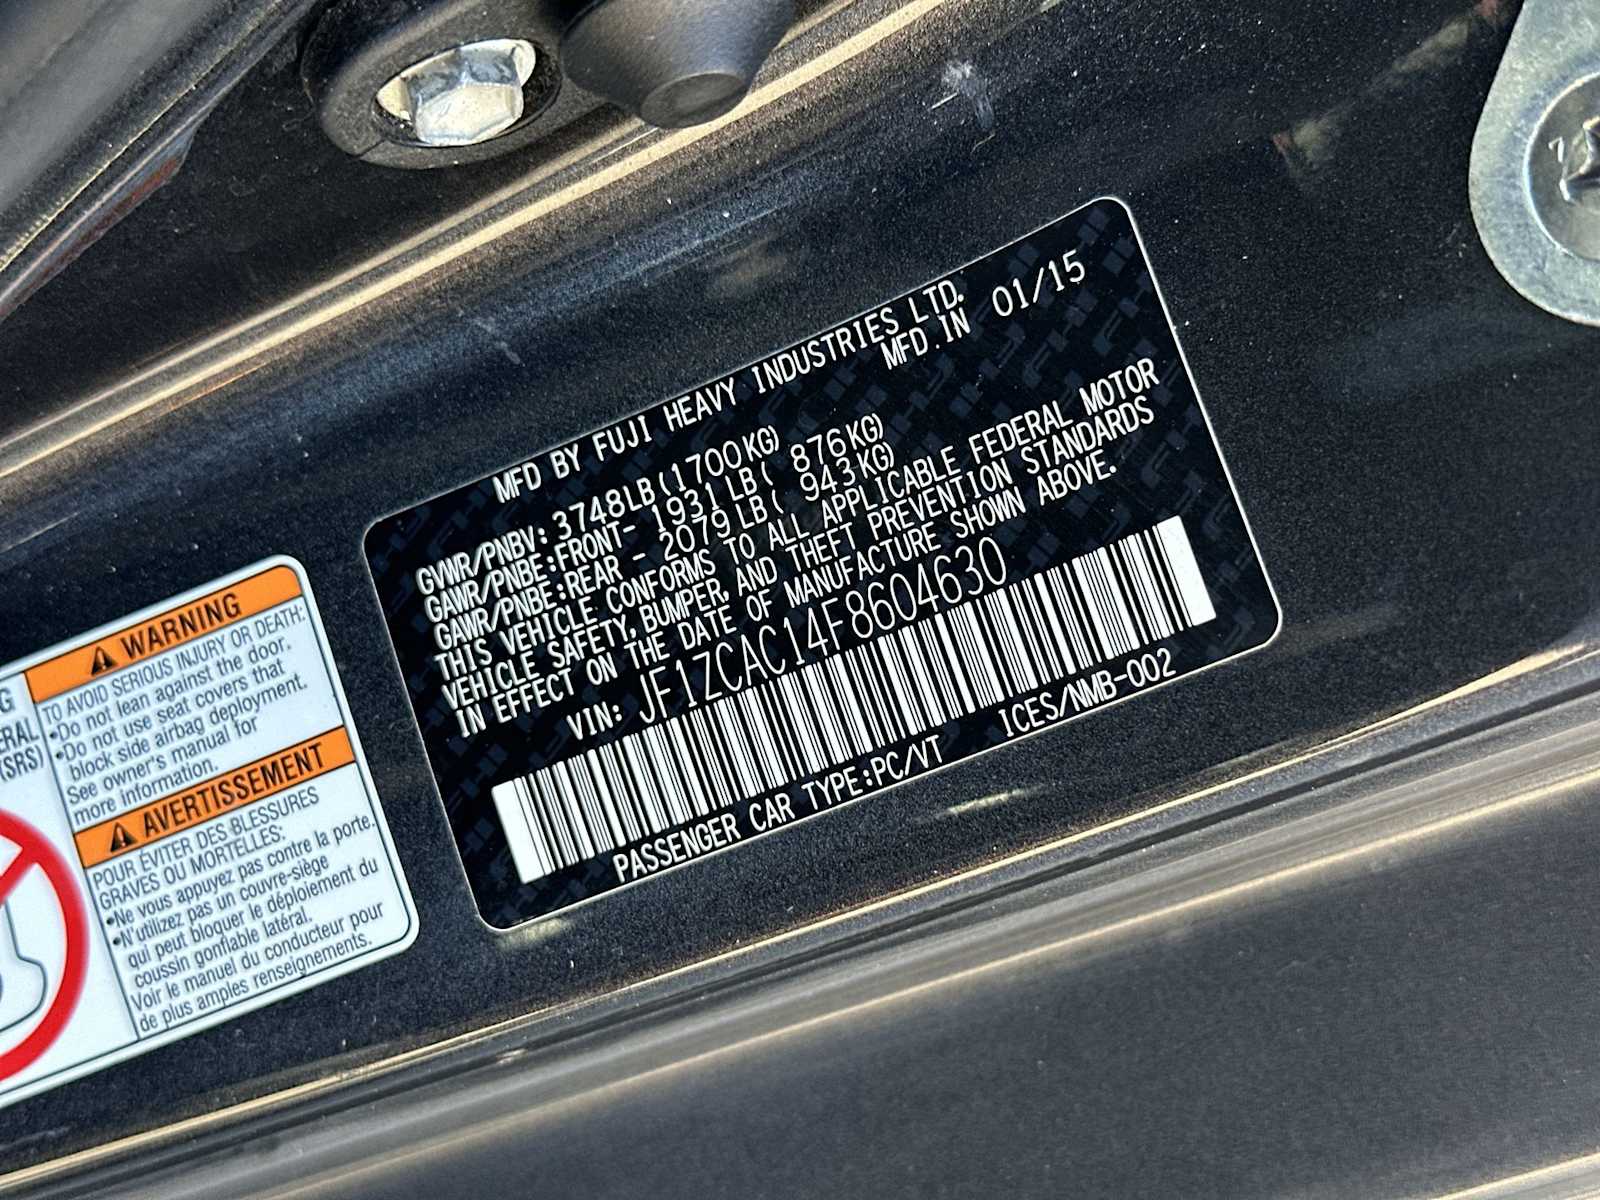 MFD BY FUJI HEAVY INDUSTRIES LTD.
MFD.IN 01/15
GVWR/PNBV: 3748LB(1700KG)
GAWR/PNBE:FRONT- 1931LB( 876KG)
GAWR/PNBE:REAR - 2079LB( 943KG)
THIS VEHICLE CONFORMS TO ALL APPLICABLE FEDERAL MOTOR
VEHICLE SAFETY, BUMPER, AND THEFT PREVENTION STANDARDS
IN EFFECT ON THE DATE OF MANUFACTURE SHOWN ABOVE.
VIN: JF1ZCAC14F8604630
PASSENGER CAR TYPE:PC/VT ICES/NMB-002
WARNING
TO AVOID SERIOUS INJURY OR DEATH:
•Do not lean against the door.
•Do not use seat covers that
block side airbag deployment.
See owner's manual for
more information.
AVERTISSEMENT
POUR ÉVITER DES BLESSURES
GRAVES OU MORTELLES:
•Ne vous appuyez pas contre la porte.
•N'utilisez pas un couvre-siège
qui peut bloquer le déploiement du
coussin gonflable latéral.
Voir le manuel du conducteur pour
de plus amples renseignements.
(SRS)